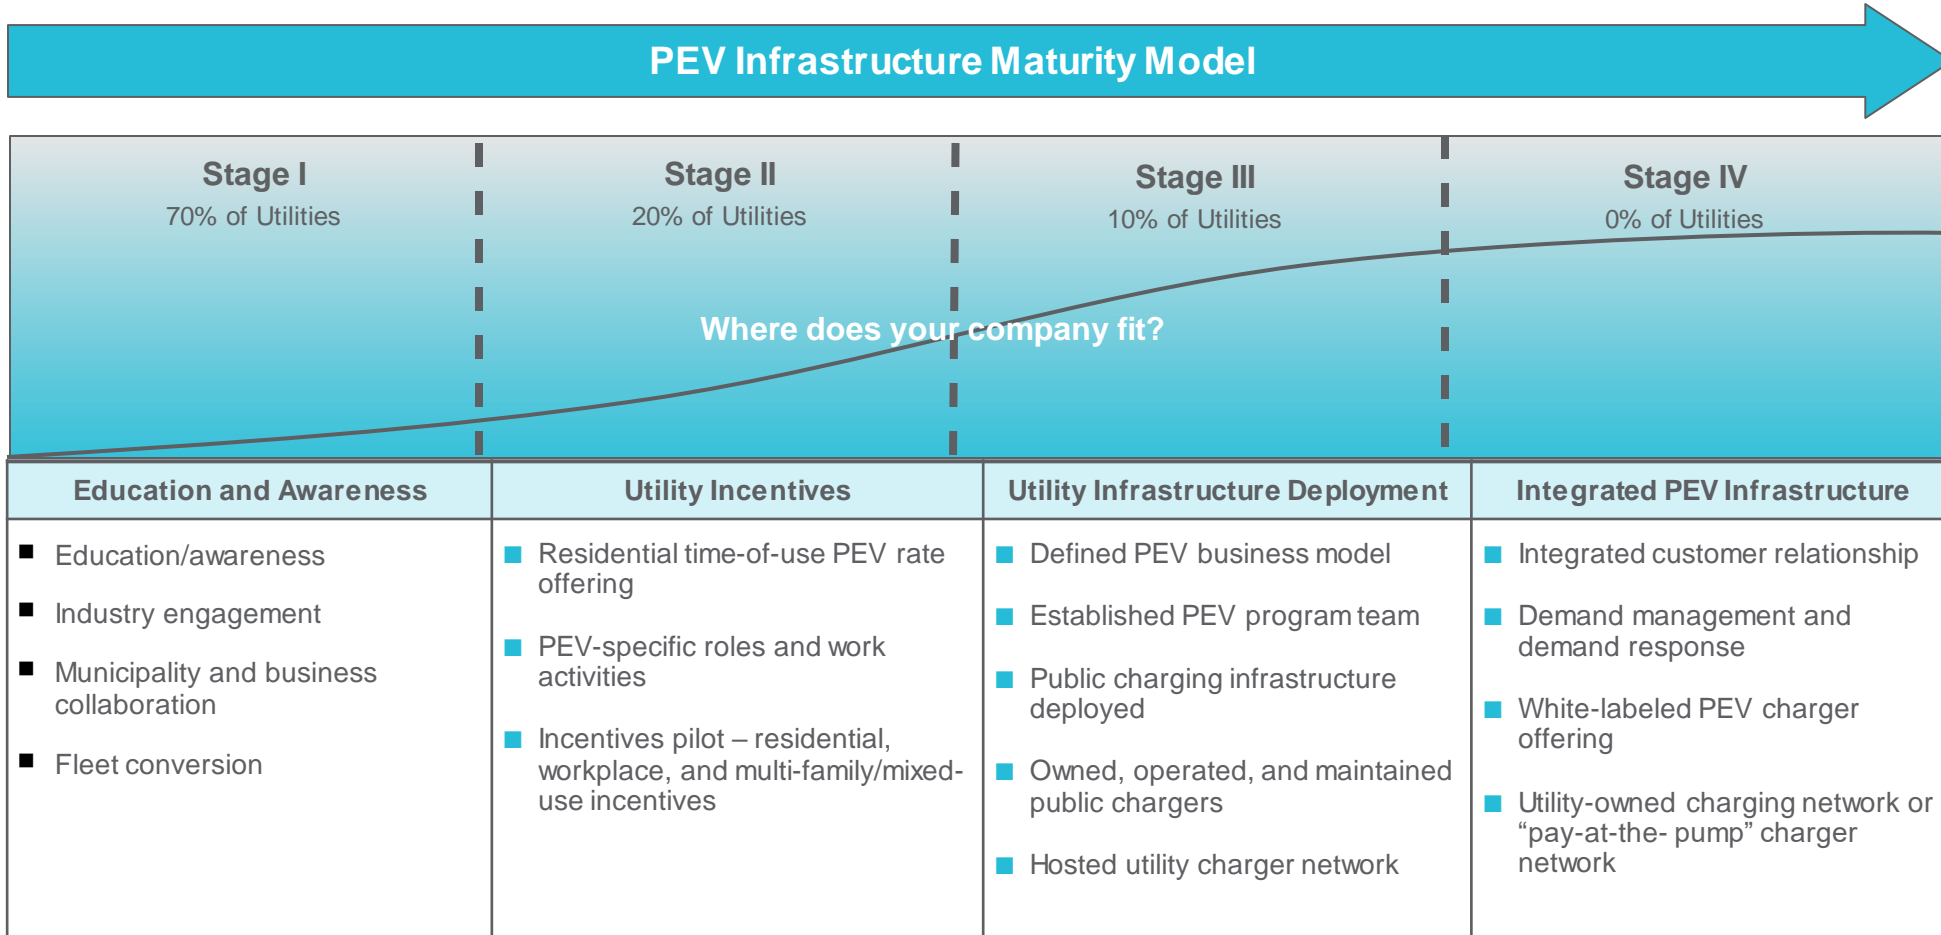 PEV Infrastructure Maturity Model
Stage I
70% of Utilities
Stage II
20% of Utilities
Stage III
10% of Utilities
Stage IV
0% of Utilities
Where does your company fit?
Education and Awareness
Education/awareness
Industry engagement
Municipality and business
collaboration
Fleet conversion
Utility Incentives
Residential time-of-use PEV rate
offering
PEV-specific roles and work
activities
Incentives pilot – residential,
workplace, and multi-family/mixed-
use incentives
Utility Infrastructure Deployment
Defined PEV business model
Established PEV program team
Public charging infrastructure
deployed
Owned, operated, and maintained
public chargers
Hosted utility charger network
Integrated PEV Infrastructure
Integrated customer relationship
Demand management and
demand response
White-labeled PEV charger
offering
Utility-owned charging network or
“pay-at-the- pump” charger
network